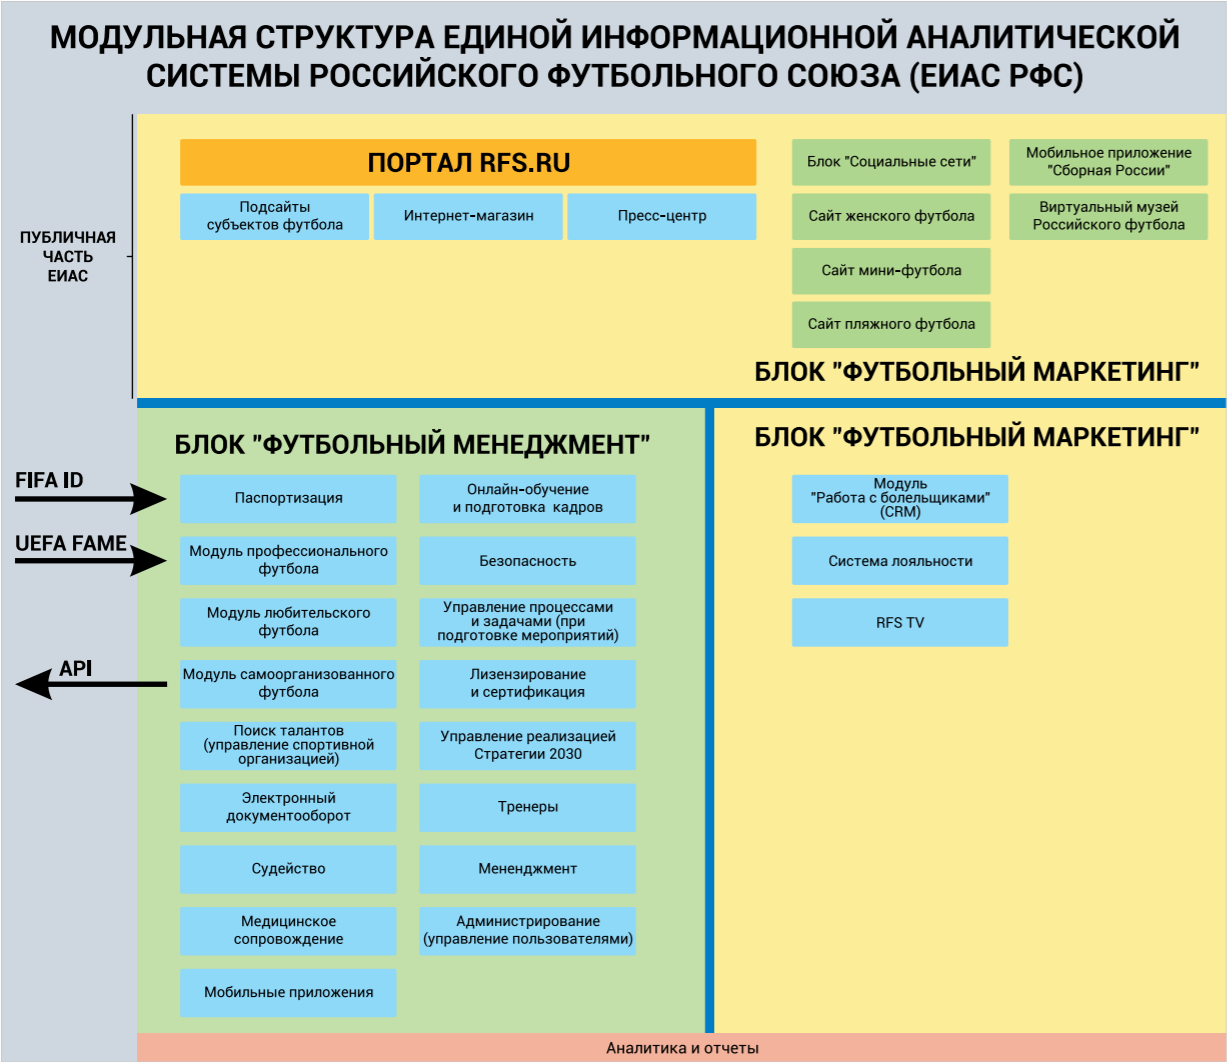 МОДУЛЬНАЯ СТРУКТУРА ЕДИНОЙ ИНФОРМАЦИОННОЙ АНАЛИТИЧЕСКОЙ
СИСТЕМЫ РОССИЙСКОГО ФУТБОЛЬНОГО СОЮЗА (ЕИАС РФС)
ПУБЛИЧНАЯ
ЧАСТЬ
ЕИАС
ПОРТАЛ RFS.RU
Подсайты
субъектов футбола
Интернет-магазин
Пресс-центр
Блок "Социальные сети"
Сайт женского футбола
Сайт мини-футбола
Сайт пляжного футбола
Мобильное приложение
"Сборная России"
Виртуальный музей
Российского футбола
БЛОК "ФУТБОЛЬНЫЙ МАРКЕТИНГ"
FIFA ID
UEFA FAME
API
БЛОК "ФУТБОЛЬНЫЙ МЕНЕДЖМЕНТ"
Паспортизация
Модуль профессионального
футбола
Модуль любительского
футбола
Модуль самоорганизованного
футбола
Поиск талантов
(управление спортивной
организацией)
Электронный
документооборот
Судейство
Медицинское
сопровождение
Мобильные приложения
Онлайн-обучение
и подготовка кадров
Безопасность
Управление процессами
и задачами (при
подготовке мероприятий)
Лизензирование
и сертификация
Управление реализацией
Стратегии 2030
Тренеры
Мененджмент
Администрирование
(управление пользователями)
БЛОК "ФУТБОЛЬНЫЙ МАРКЕТИНГ"
Модуль
"Работа с болельщиками"
(CRM)
Система лояльности
RFS TV
Аналитика и отчеты